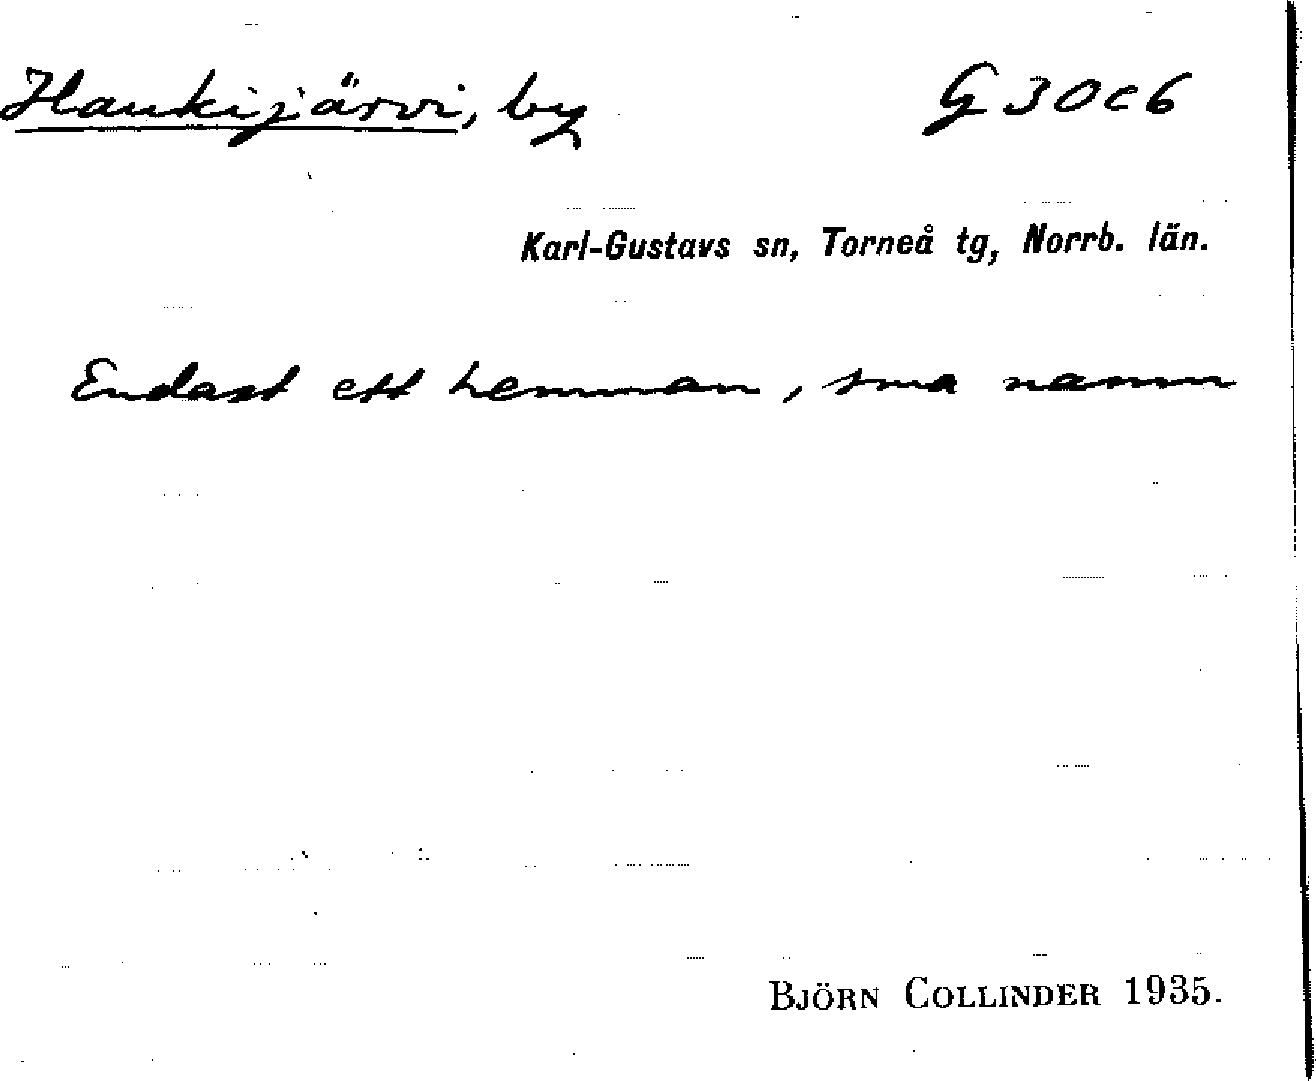 Haukijärvi, by
G 30c6
Karl-Gustavs sn, Torneå tg, Norrb. län.
Endast ett hemman, sma namn
BJÖRN COLLINDER 1935.